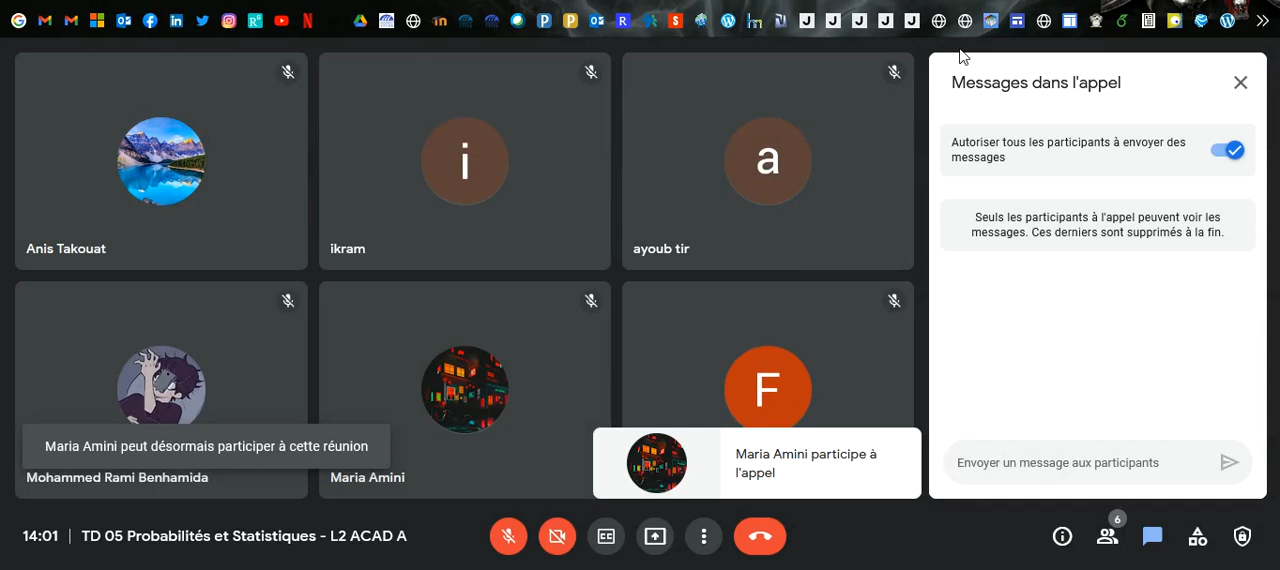 Messages dans l'appel
Autoriser tous les participants à envoyer des
messages
Seuls les participants à l'appel peuvent voir les
messages. Ces derniers sont supprimés à la fin.
i
a
Anis Takouat
ikram
ayoub tir
F
Maria Amini peut désormais participer à cette réunion
Maria Amini participe à
l'appel
Mohammed Rami Benhamida
Maria Amini
Envoyer un message aux participants
14:01 | TD 05 Probabilités et Statistiques - L2 ACAD A
6